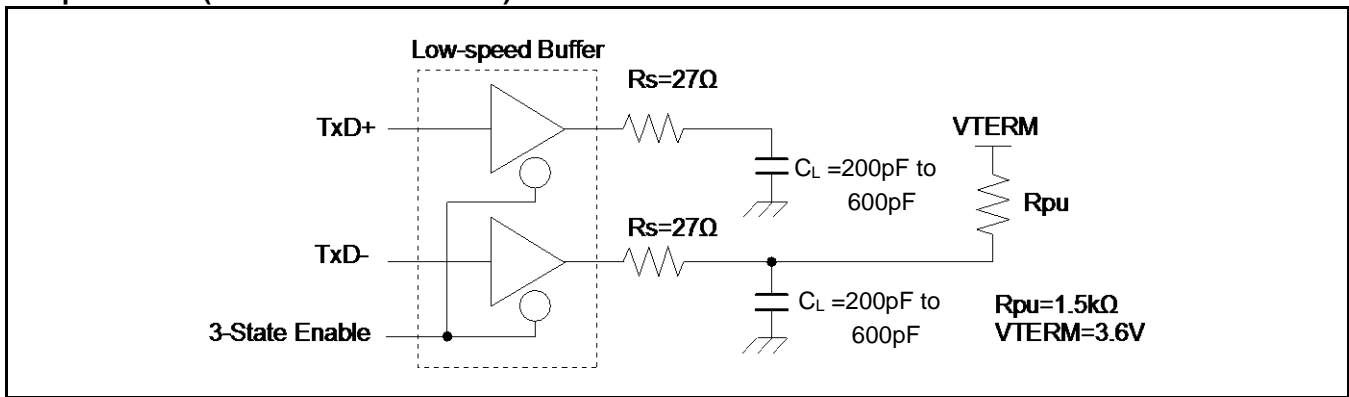 Low-speed Buffer
Rs=27Ω
TxD+
VTERM
CL =200pF to
600pF
Rpu
Rs=27Ω
TxD-
CL =200pF to
600pF
Rpu=1.5kΩ
VTERM=3.6V
3-State Enable